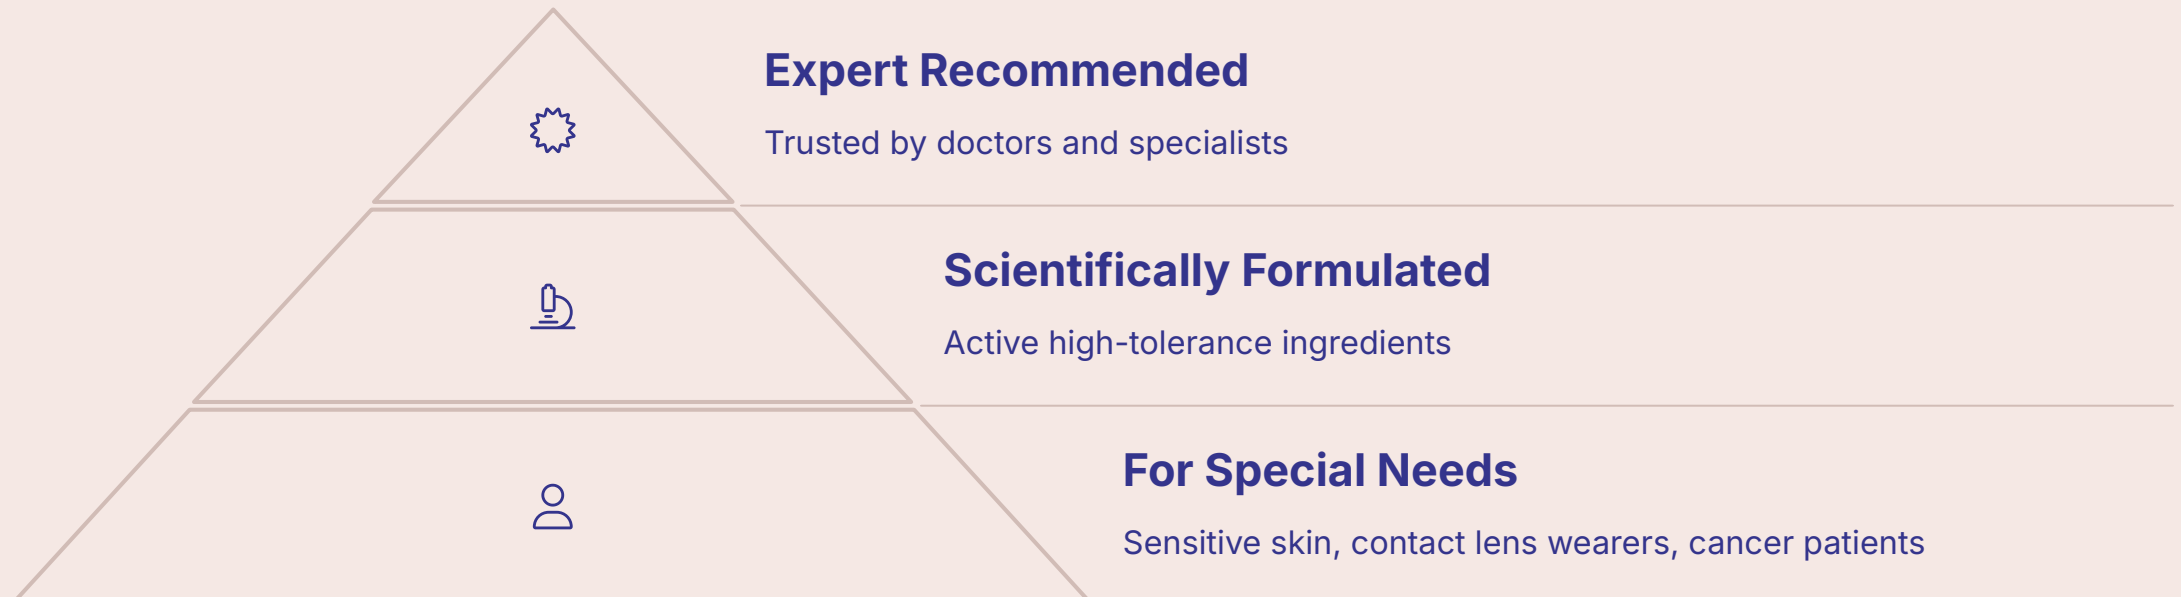 Expert Recommended
Trusted by doctors and specialists
Scientifically Formulated
Active high-tolerance ingredients
For Special Needs
Sensitive skin, contact lens wearers, cancer patients